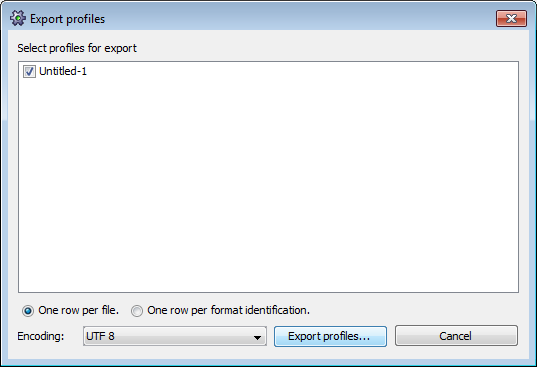 Export profiles
Select profiles for export
Untitled-1
One row per file. One row per format identification.
Encoding: UTF 8 Export profiles... Cancel